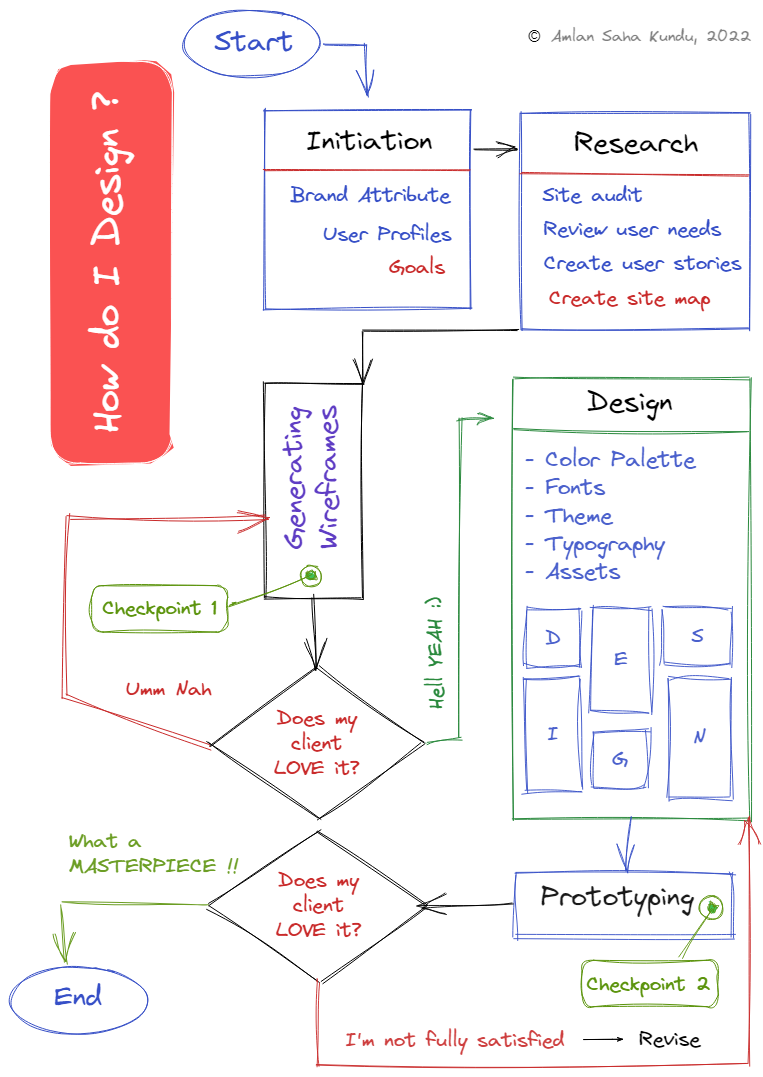 Start
© Amlan Saha Kundu, 2022
How do I Design ?
Initiation
Brand Attribute
User Profiles
Goals
Research
Site audit
Review user needs
Create user stories
Create site map
Generating
Wireframes
Checkpoint 1
Umm Nah
Does my
client
LOVE it?
Hell YEAH :)
Design
- Color Palette
- Fonts
- Theme
- Typography
- Assets
D
E
S
I
G
N
Prototyping
Checkpoint 2
Does my
client
LOVE it?
What a
MASTERPIECE !!
End
I'm not fully satisfied
Revise